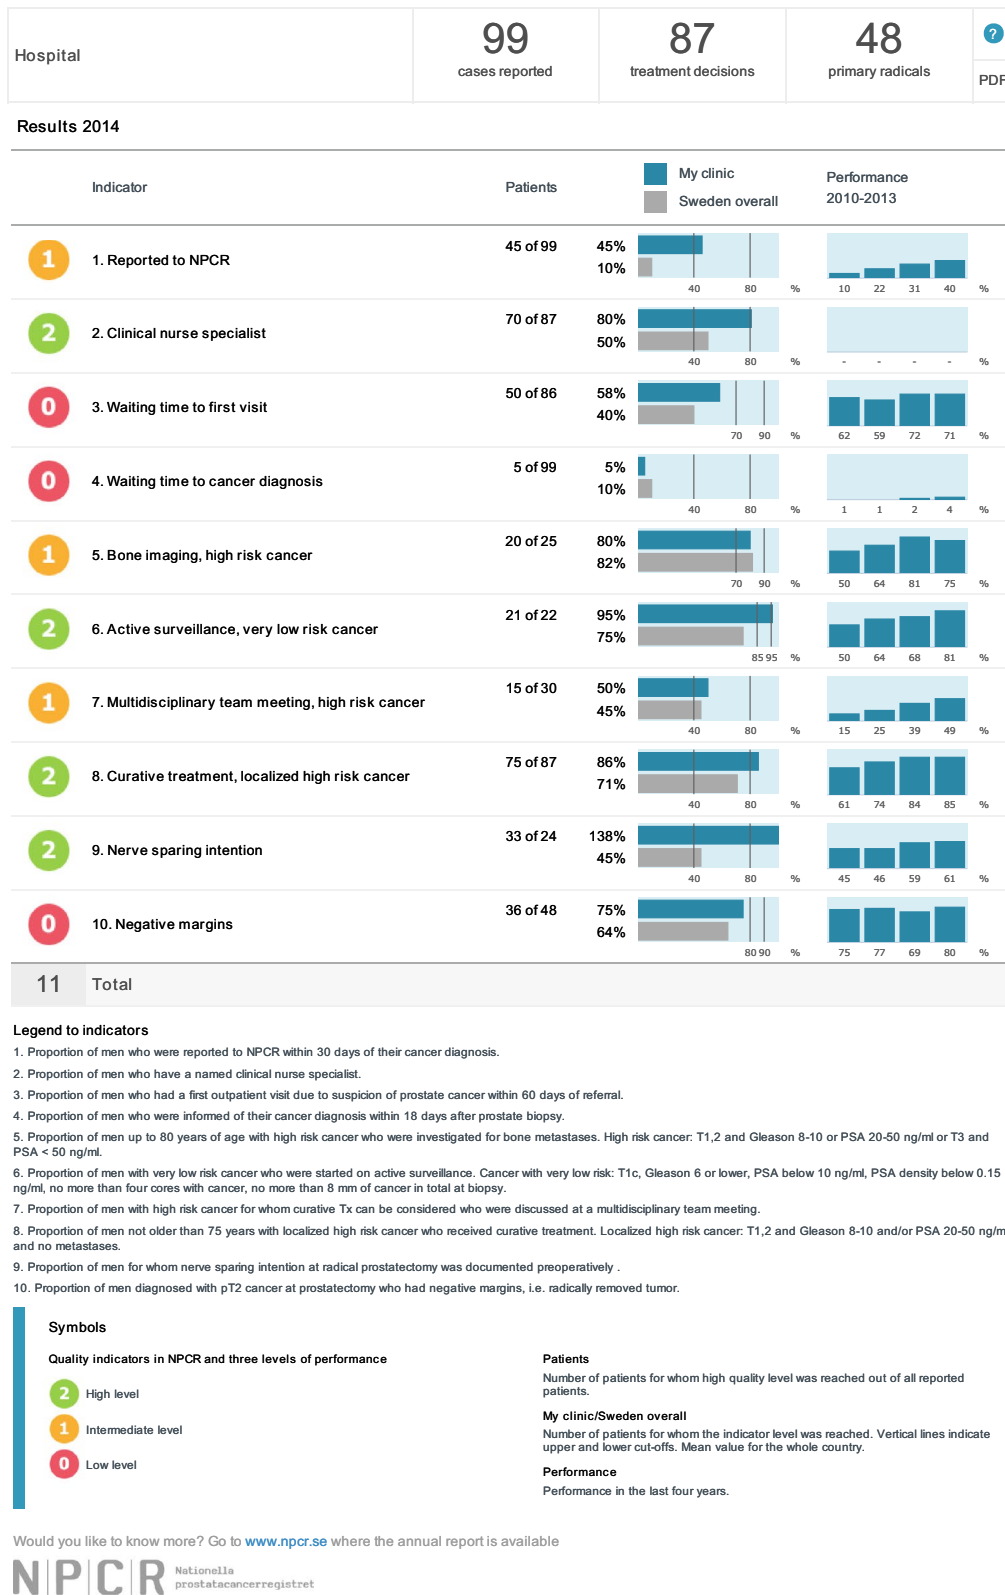 Hospital
99
cases reported
87
treatment decisions
48
primary radicals
?
PDF
Results 2014
Indicator
Patients
My clinic
Sweden overall
Performance
2010-2013
1
1. Reported to NPCR
45 of 99
45%
10%
40 80 %
10 22 31 40 %
2
2. Clinical nurse specialist
70 of 87
80%
50%
40 80 %
- - - - %
0
3. Waiting time to first visit
50 of 86
58%
40%
70 90 %
62 59 72 71 %
0
4. Waiting time to cancer diagnosis
5 of 99
5%
10%
40 80 %
1 1 2 4 %
1
5. Bone imaging, high risk cancer
20 of 25
80%
82%
70 90 %
50 64 81 75 %
2
6. Active surveillance, very low risk cancer
21 of 22
95%
75%
85 95 %
50 64 68 81 %
1
7. Multidisciplinary team meeting, high risk cancer
15 of 30
50%
45%
40 80 %
15 25 39 49 %
2
8. Curative treatment, localized high risk cancer
75 of 87
86%
71%
40 80 %
61 74 84 85 %
2
9. Nerve sparing intention
33 of 24
138%
45%
40 80 %
45 46 59 61 %
0
10. Negative margins
36 of 48
75%
64%
80 90 %
75 77 69 80 %
11 Total
Legend to indicators
1. Proportion of men who were reported to NPCR within 30 days of their cancer diagnosis.
2. Proportion of men who have a named clinical nurse specialist.
3. Proportion of men who had a first outpatient visit due to suspicion of prostate cancer within 60 days of referral.
4. Proportion of men who were informed of their cancer diagnosis within 18 days after prostate biopsy.
5. Proportion of men up to 80 years of age with high risk cancer who were investigated for bone metastases. High risk cancer: T1,2 and Gleason 8-10 or PSA 20-50 ng/ml or T3 and
PSA < 50 ng/ml.
6. Proportion of men with very low risk cancer who were started on active surveillance. Cancer with very low risk: T1c, Gleason 6 or lower, PSA below 10 ng/ml, PSA density below 0.15
ng/ml, no more than four cores with cancer, no more than 8 mm of cancer in total at biopsy.
7. Proportion of men with high risk cancer for whom curative Tx can be considered who were discussed at a multidisciplinary team meeting.
8. Proportion of men not older than 75 years with localized high risk cancer who received curative treatment. Localized high risk cancer: T1,2 and Gleason 8-10 and/or PSA 20-50 ng/m
and no metastases.
9. Proportion of men for whom nerve sparing intention at radical prostatectomy was documented preoperatively .
10. Proportion of men diagnosed with pT2 cancer at prostatectomy who had negative margins, i.e. radically removed tumor.
Symbols
Quality indicators in NPCR and three levels of performance
2 High level
1 Intermediate level
0 Low level
Patients
Number of patients for whom high quality level was reached out of all reported
patients.
My clinic/Sweden overall
Number of patients for whom the indicator level was reached. Vertical lines indicate
upper and lower cut-offs. Mean value for the whole country.
Performance
Performance in the last four years.
Would you like to know more? Go to www.npcr.se where the annual report is available
NPCR
Nationella
prostatacancerregistret